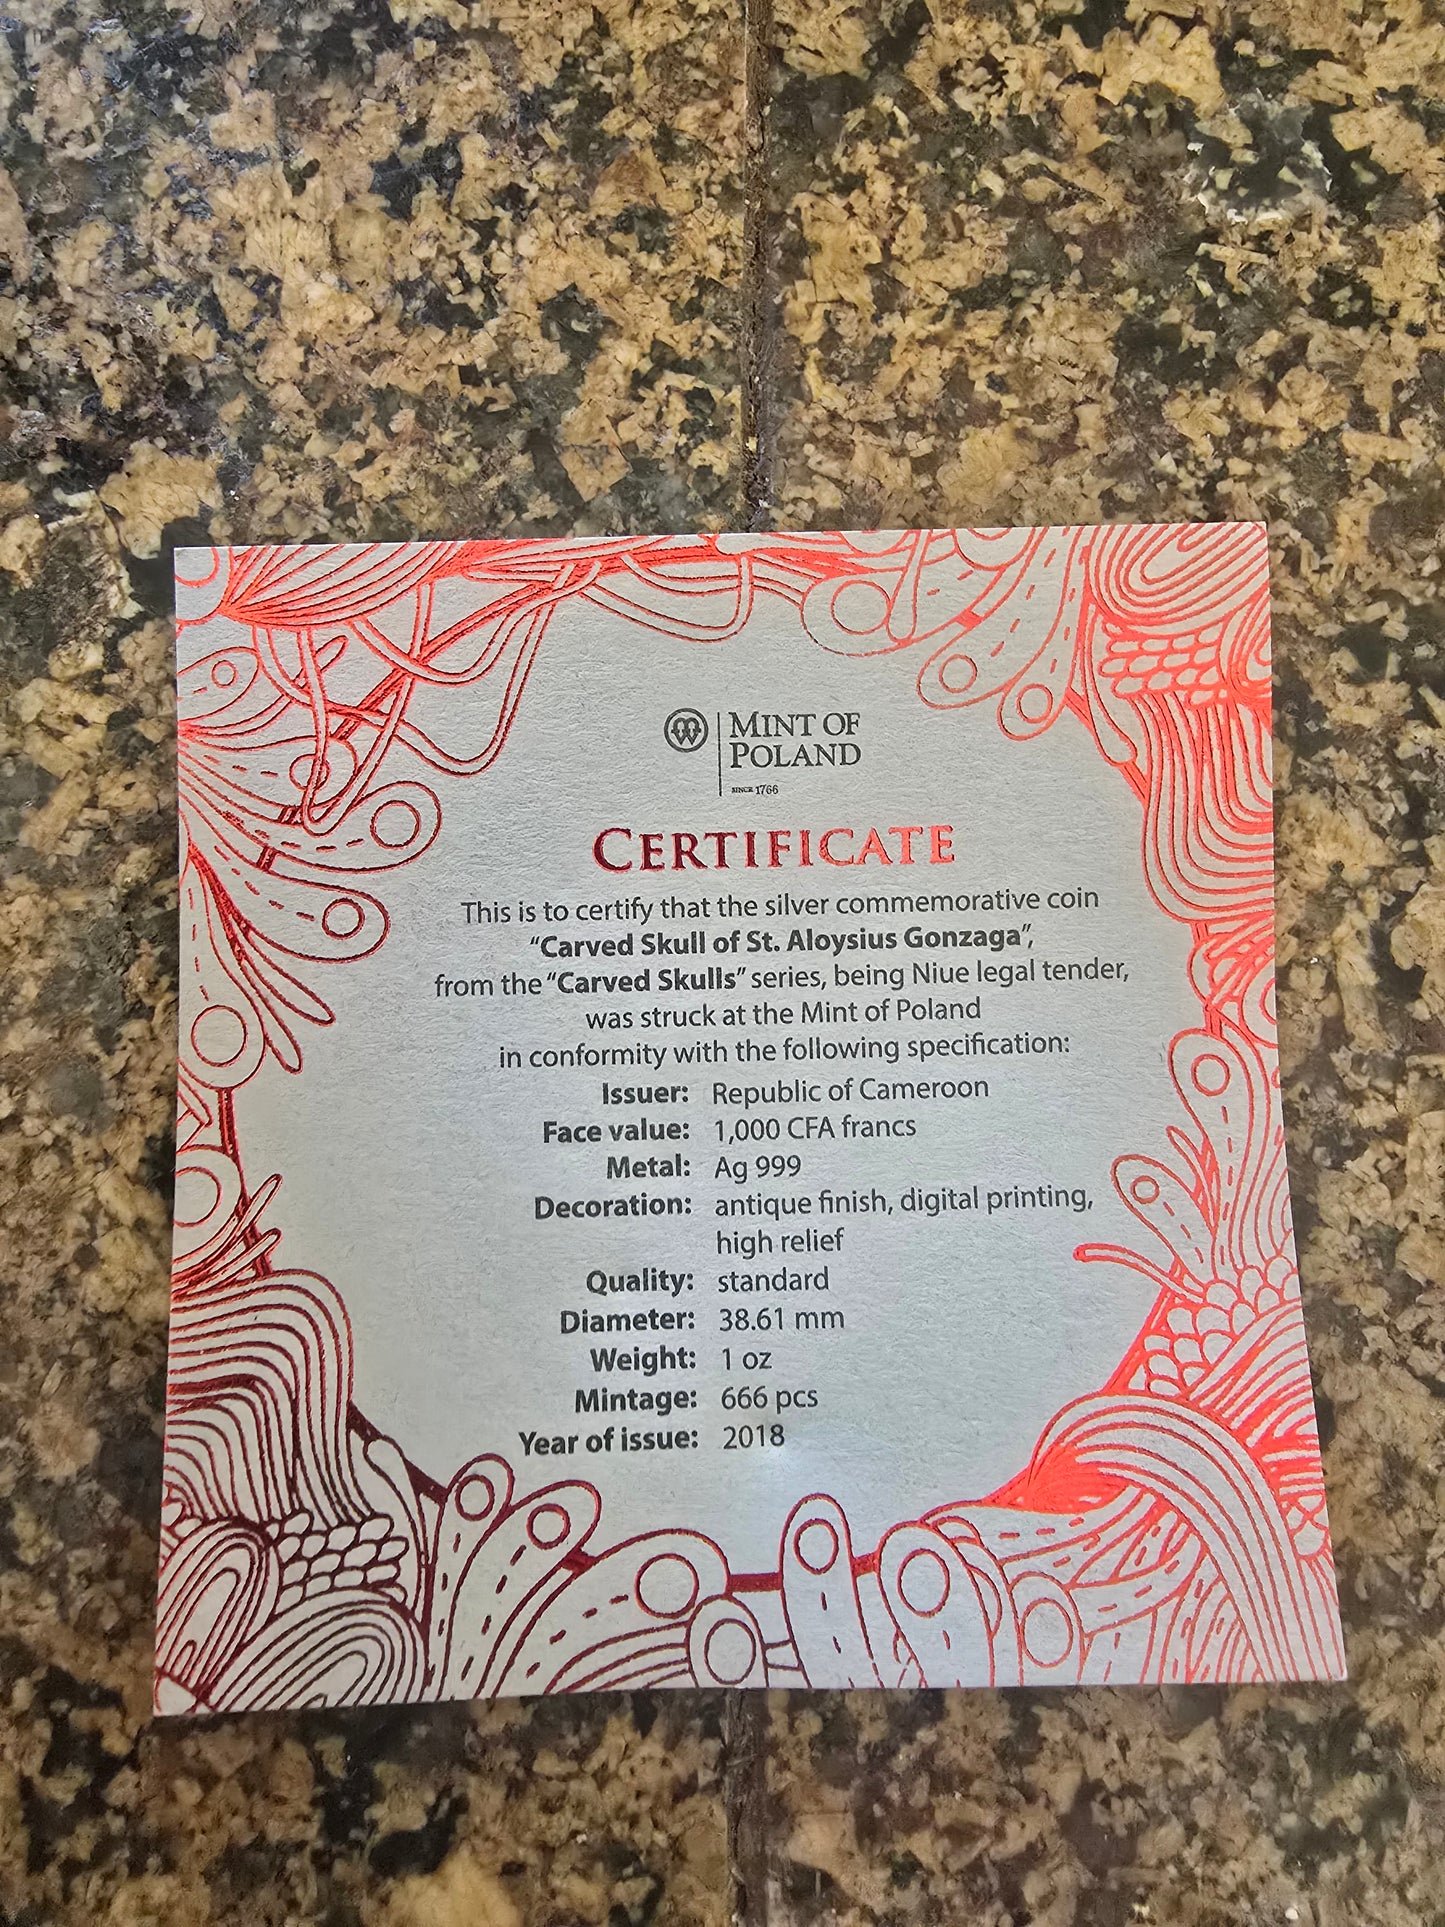 MINT OF
POLAND
SINCE 1766
CERTIFICATE
This is to certify that the silver commemorative coin
“Carved Skull of St. Aloysius Gonzaga”,
from the “Carved Skulls” series, being Niue legal tender,
was struck at the Mint of Poland
in conformity with the following specification:
Issuer: Republic of Cameroon
Face value: 1,000 CFA francs
Metal: Ag 999
Decoration: antique finish, digital printing,
high relief
Quality: standard
Diameter: 38.61 mm
Weight: 1 oz
Mintage: 666 pcs
Year of issue: 2018